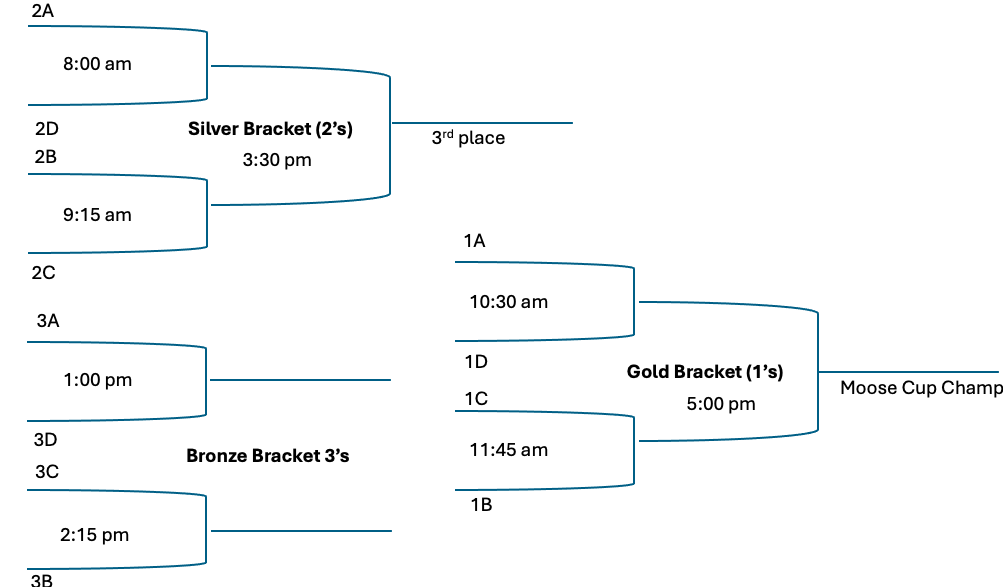 2A
8:00 am
2D
Silver Bracket (2’s)
2B
3:30 pm
3rd place
9:15 am
2C
3A
1:00 pm
3D
Bronze Bracket 3’s
3C
2:15 pm
3B
1A
10:30 am
1D
Gold Bracket (1’s)
1C
5:00 pm
Moose Cup Champ
11:45 am
1B